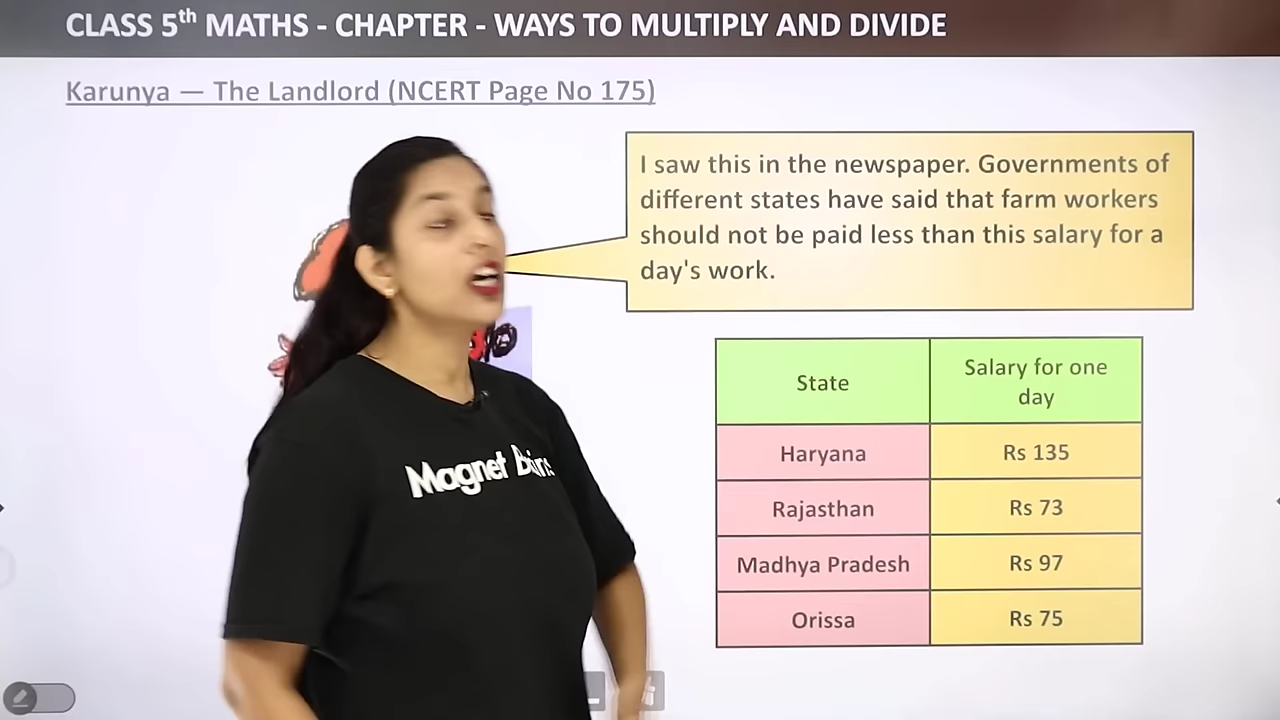 CLASS 5th MATHS - CHAPTER - WAYS TO MULTIPLY AND DIVIDE
Karunya — The Landlord (NCERT Page No 175)
I saw this in the newspaper. Governments of
different states have said that farm workers
should not be paid less than this salary for a
day's work.
State Salary for one day
Haryana Rs 135
Rajasthan Rs 73
Madhya Pradesh Rs 97
Orissa Rs 75
Magnet